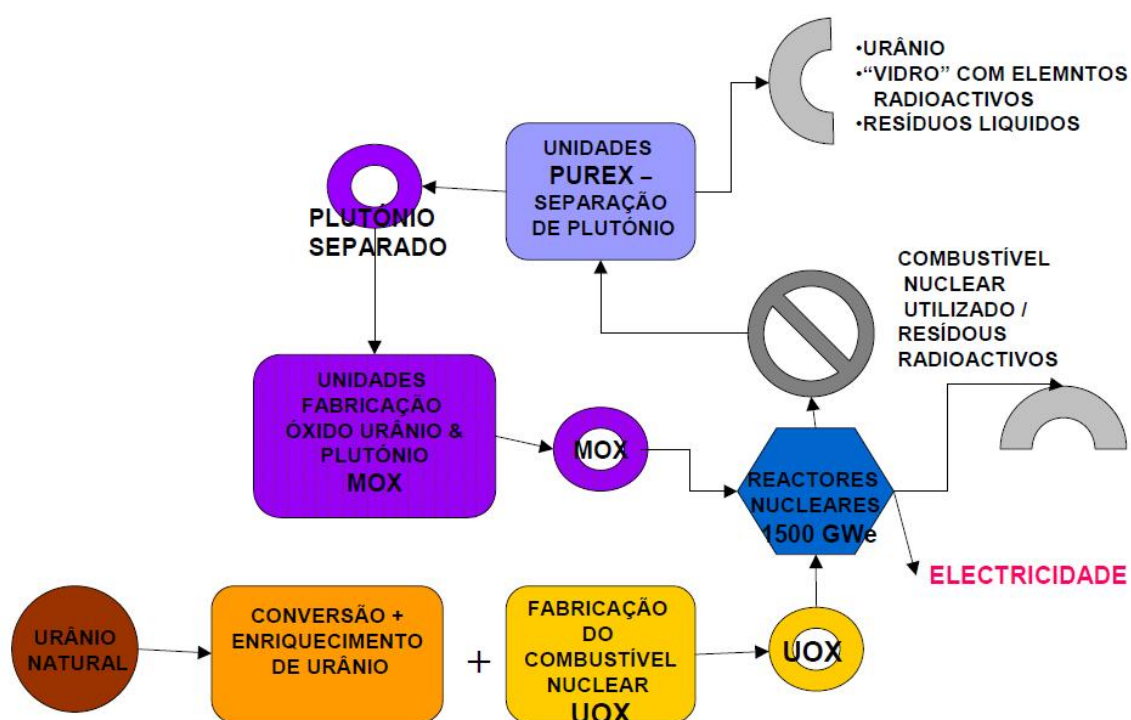 •URÂNIO
•“VIDRO” COM ELEMNTOS
RADIOACTIVOS
•RESÍDUOS LIQUIDOS
UNIDADES
PUREX –
SEPARAÇÃO
DE PLUTÓNIO
PLUTÓNIO
SEPARADO
COMBUSTÍVEL
NUCLEAR
UTILIZADO /
RESÍDOUS
RADIOACTIVOS
UNIDADES
FABRICAÇÃO
ÓXIDO URÂNIO &
PLUTÓNIO
MOX
MOX
REACTORES
NUCLEARES
1500 GWe
ELECTRICIDADE
URÂNIO
NATURAL
CONVERSÃO +
ENRIQUECIMENTO
DE URÂNIO
+
FABRICAÇÃO
DO
COMBUSTÍVEL
NUCLEAR
UOX
UOX